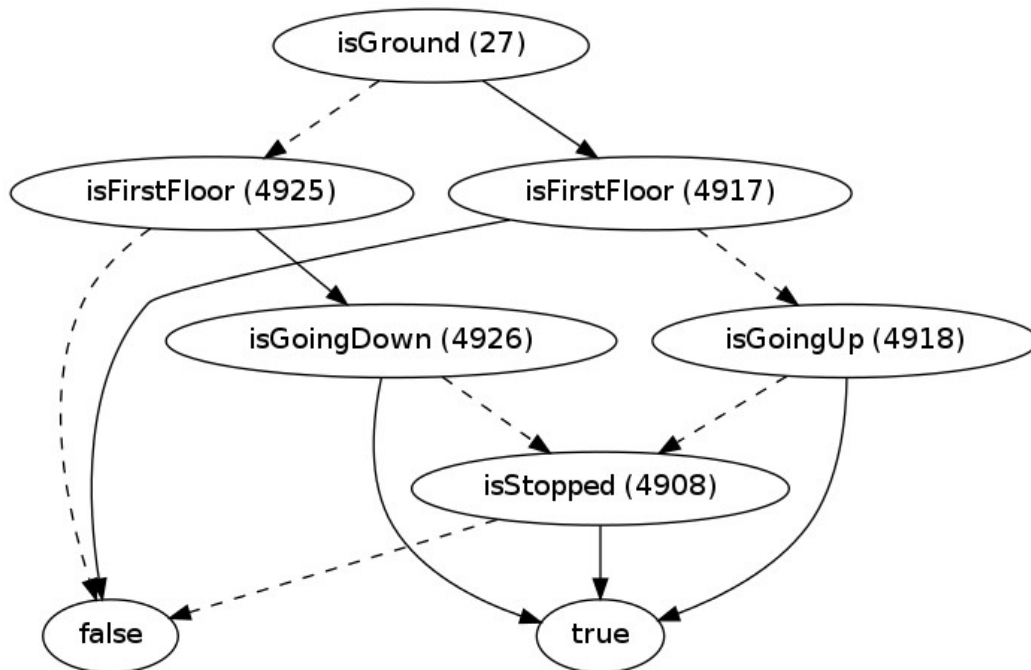 isGround (27)
isFirstFloor (4925)
isFirstFloor (4917)
isGoingDown (4926)
isGoingUp (4918)
isStopped (4908)
false
true